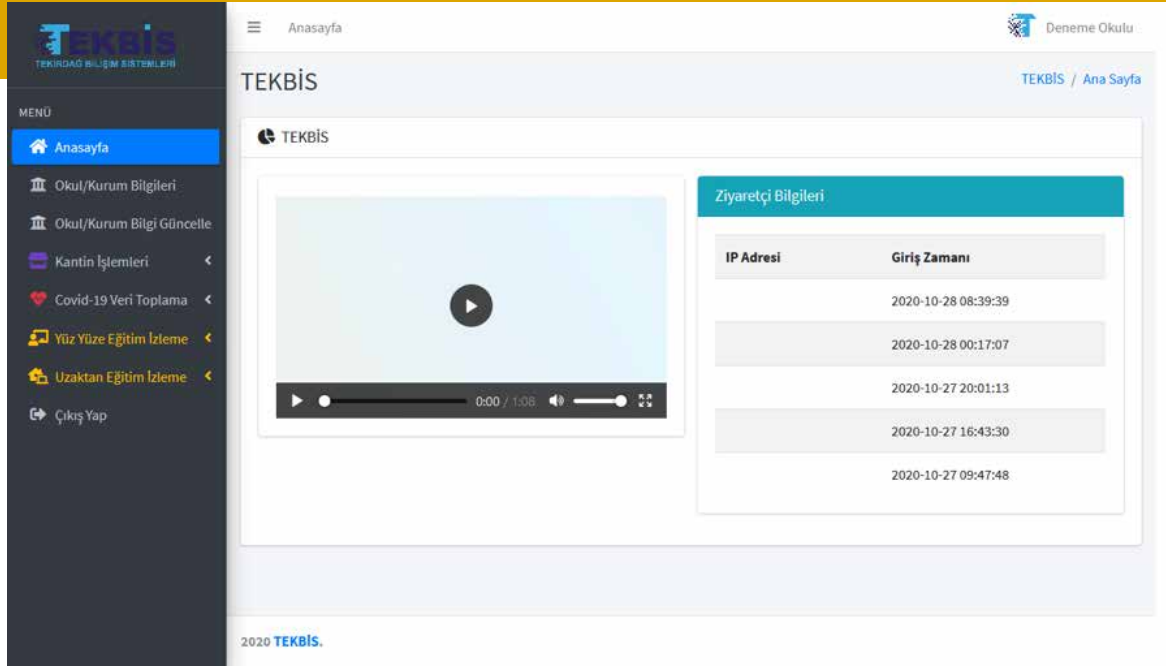 TEKBİS
TEKİRDAĞ BİLİŞİM SİSTEMLERİ
MENÜ
Anasayfa
Okul/Kurum Bilgileri
Okul/Kurum Bilgi Güncelle
Kantin İşlemleri
Covid-19 Veri Toplama
Yüz Yüze Eğitim İzleme
Uzaktan Eğitim İzleme
Çıkış Yap
Anasayfa
Deneme Okulu
TEKBİS
TEKBİS / Ana Sayfa
TEKBİS
0:00 / 1:08
Ziyaretçi Bilgileri
IP Adresi Giriş Zamanı
2020-10-28 08:39:39
2020-10-28 00:17:07
2020-10-27 20:01:13
2020-10-27 16:43:30
2020-10-27 09:47:48
2020 TEKBİS.